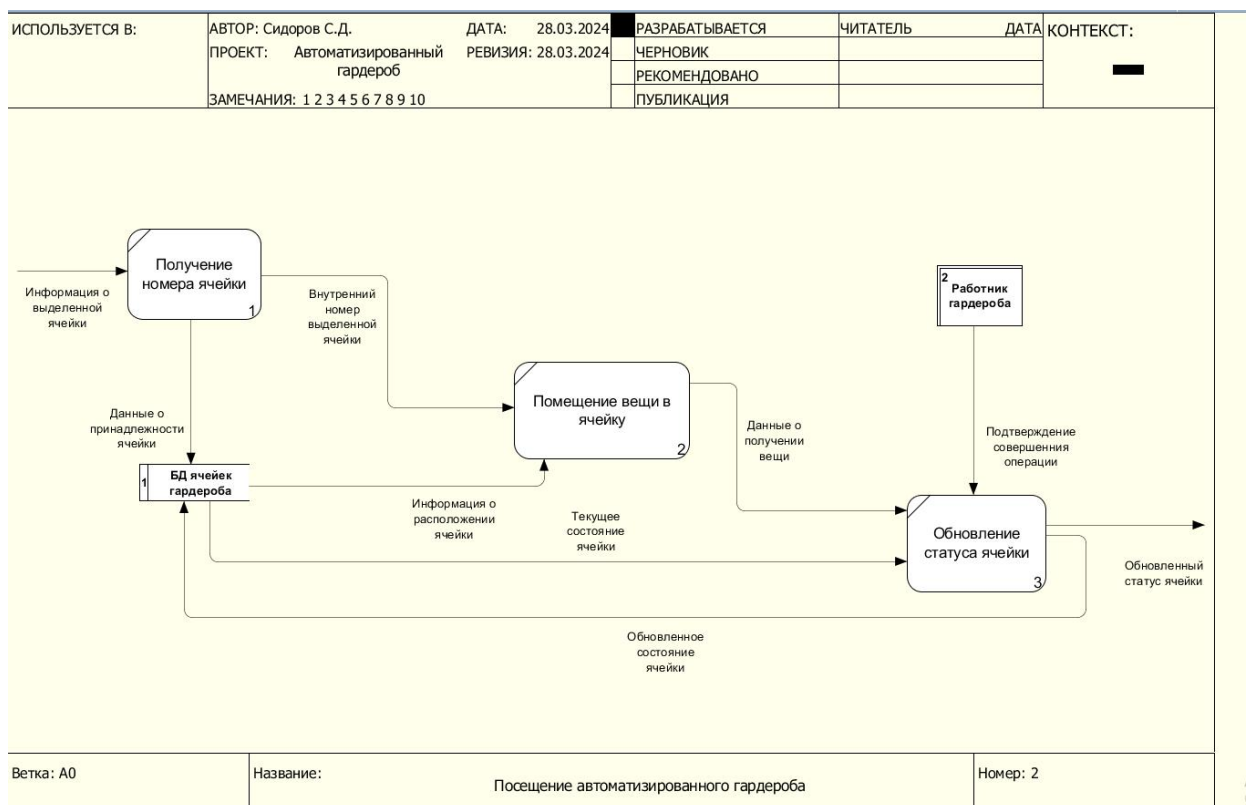 ИСПОЛЬЗУЕТСЯ В:
АВТОР: Сидоров С.Д.
ДАТА: 28.03.2024
ПРОЕКТ: Автоматизированный
гардероб
РЕВИЗИЯ: 28.03.2024
ЗАМЕЧАНИЯ: 1 2 3 4 5 6 7 8 9 10
РАЗРАБАТЫВАЕТСЯ
ЧЕРНОВИК
РЕКОМЕНДОВАНО
ПУБЛИКАЦИЯ
ЧИТАТЕЛЬ
ДАТА
КОНТЕКСТ:
Получение
номера ячейки
1
Информация о
выделенной
ячейки
Внутренний
номер
выделенной
ячейки
2
Работник
гардероба
Помещение вещи в
ячейку
2
Данные о
принадлежности
ячейки
Данные о
получении
вещи
Подтверждение
совершенния
операции
1
БД ячейек
гардероба
Информация о
расположении
ячейки
Текущее
состояние
ячейки
Обновление
статуса ячейки
3
Обновленный
статус ячейки
Обновленное
состояние
ячейки
Ветка: A0
Название:
Посещение автоматизированного гардероба
Номер: 2